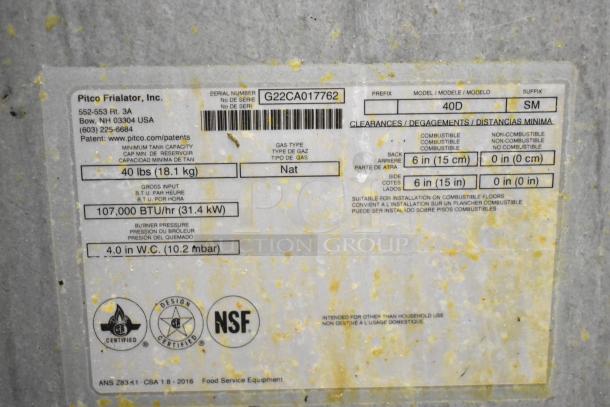 Pitco Frialator, Inc.
552-553 Rt. 3A
Bow, NH 03304 USA
(603) 225-6684
Patent: www.pitco.com/patents
SERIAL NUMBER
No DE SERIE
No DE SERIE
G22CA017762
PREFIX
MODEL / MODELE / MODELO
SUFFIX
40D
SM
CLEARANCES / DEGAGEMENTS / DISTANCIAS MINIMA
COMBUSTIBLE
COMBUSTIBLE
COMBUSTIBLE
NON-COMBUSTIBLE
NON-COMBUSTIBLE
NO COMBUSTIBLE
BACK
ARRIERE
PARTE DE ATRA
6 in (15 cm)
0 in (0 cm)
SIDE
COTES
LADOS
6 in (15 in)
0 in (0 in)
SUITABLE FOR INSTALLATION ON COMBUSTIBLE FLOORS
CONVIENT A L INSTALLATION SUR UN PLANCHER COMBUSTIBLE
PUEDE SER INSTALADO SOBRE PISOS COMBUSTIBLES
MINIMUM TANK CAPACITY
CAP MIN. DE RESERVOIR
CAPACIDAD MINIMA DE TAN
40 lbs (18.1 kg)
GAS TYPE
TYPE DE GAZ
TIPO DE GAS
Nat
GROSS INPUT
B.T.U. PAR HEURE
B.T.U. POR HORA
107,000 BTU/hr (31.4 kW)
BURNER PRESSURE
PRESSION DU BRÛLEUR
PRESIÓN DEL QUEMADO
4.0 in W.C. (10.2 mbar)
CERTIFIED
DESIGN
CERTIFIED
NSF
INTENDED FOR OTHER THAN HOUSEHOLD USE
NON DESTINE A L'USAGE DOMESTIQUE
ANS Z83.11 - CSA 1.8 - 2016 Food Service Equipment
AUCTION GROUP